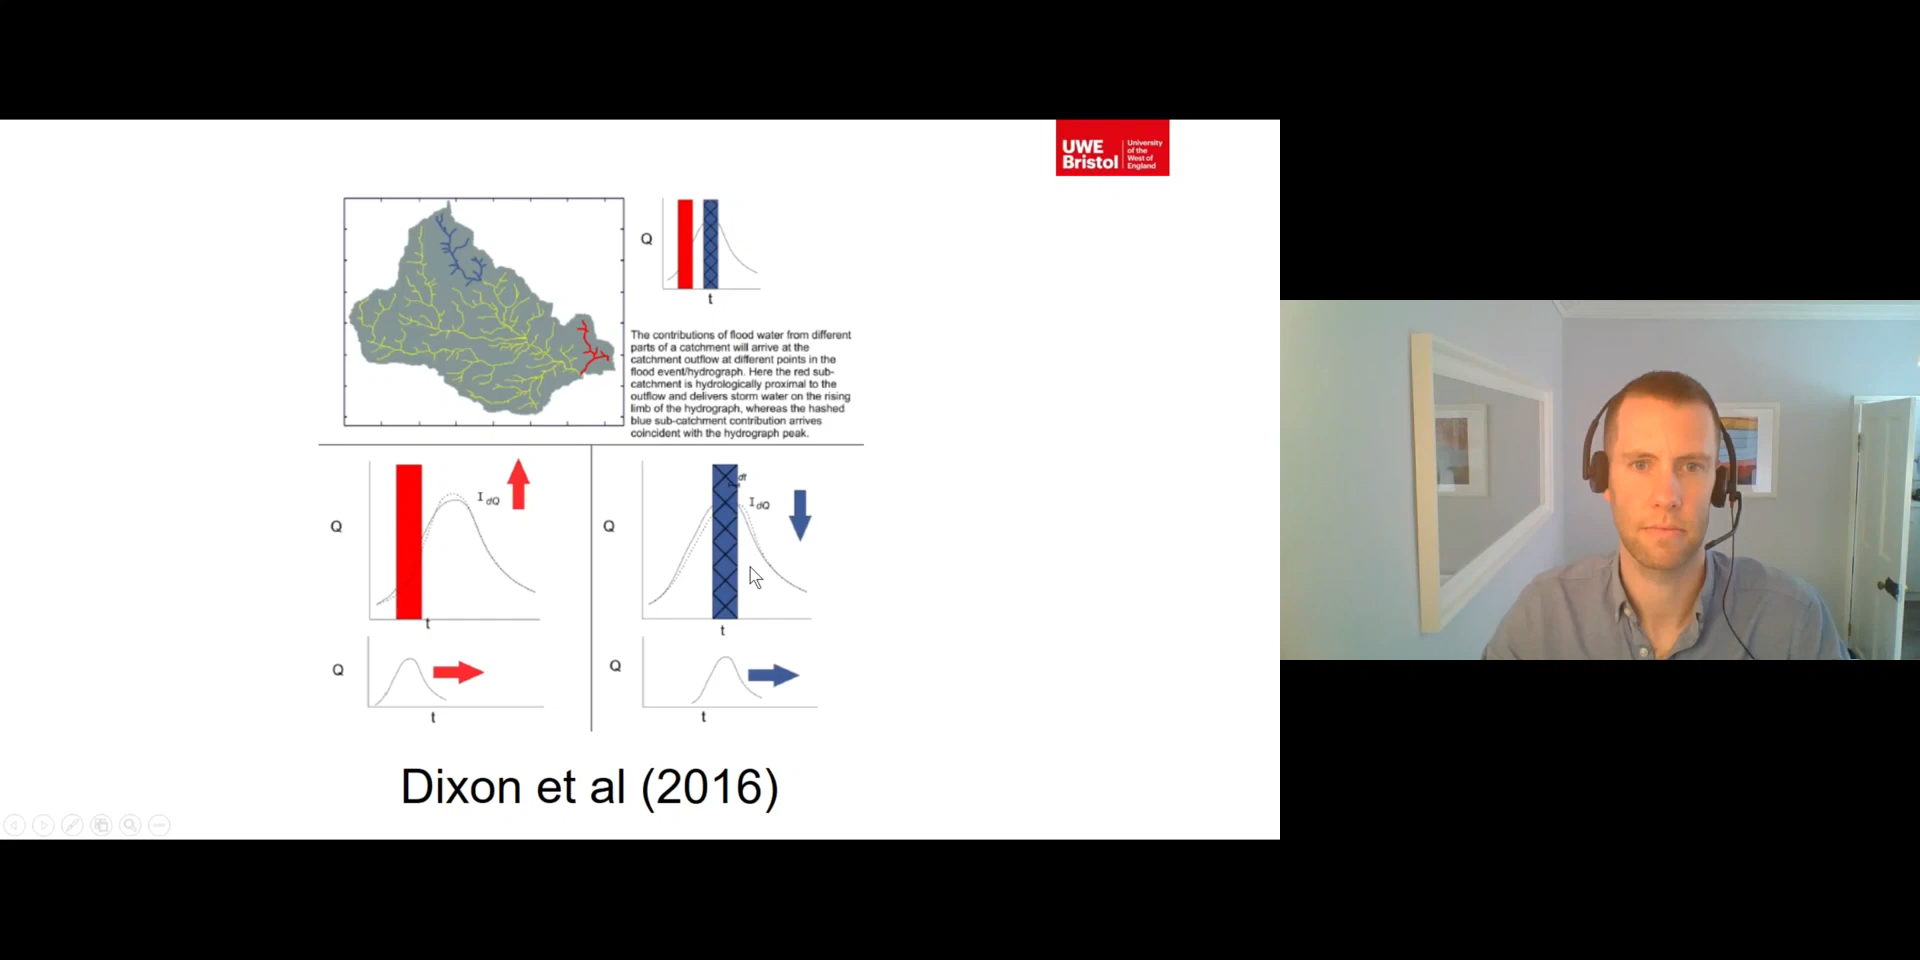 UWE
Bristol
University
of the
West of
England
Q
t
The contributions of flood water from different
parts of a catchment will arrive at the
catchment outflow at different points in the
flood event/hydrograph. Here the red sub-
catchment is hydrologically proximal to the
outflow and delivers storm water on the rising
limb of the hydrograph, whereas the hashed
blue sub-catchment contribution arrives
coincident with the hydrograph peak.
Q
I dQ
t
Q
dt
I dQ
t
Q
t
Q
t
Dixon et al (2016)